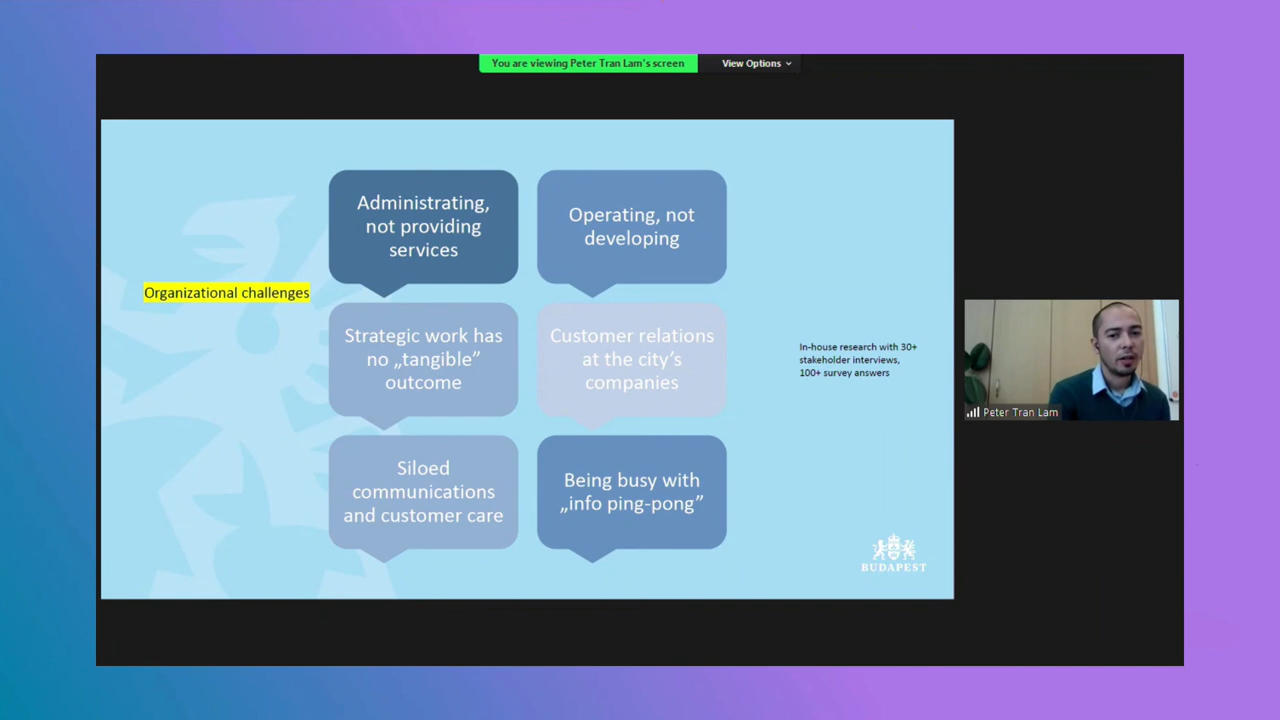 You are viewing Peter Tran Lam's screen
View Options
Administrating,
not providing
services
Operating, not
developing
Organizational challenges
Strategic work has
no „tangible”
outcome
Customer relations
at the city’s
companies
In-house research with 30+
stakeholder interviews,
100+ survey answers
Peter Tran Lam
Siloed
communications
and customer care
Being busy with
„info ping-pong”
BUDAPEST